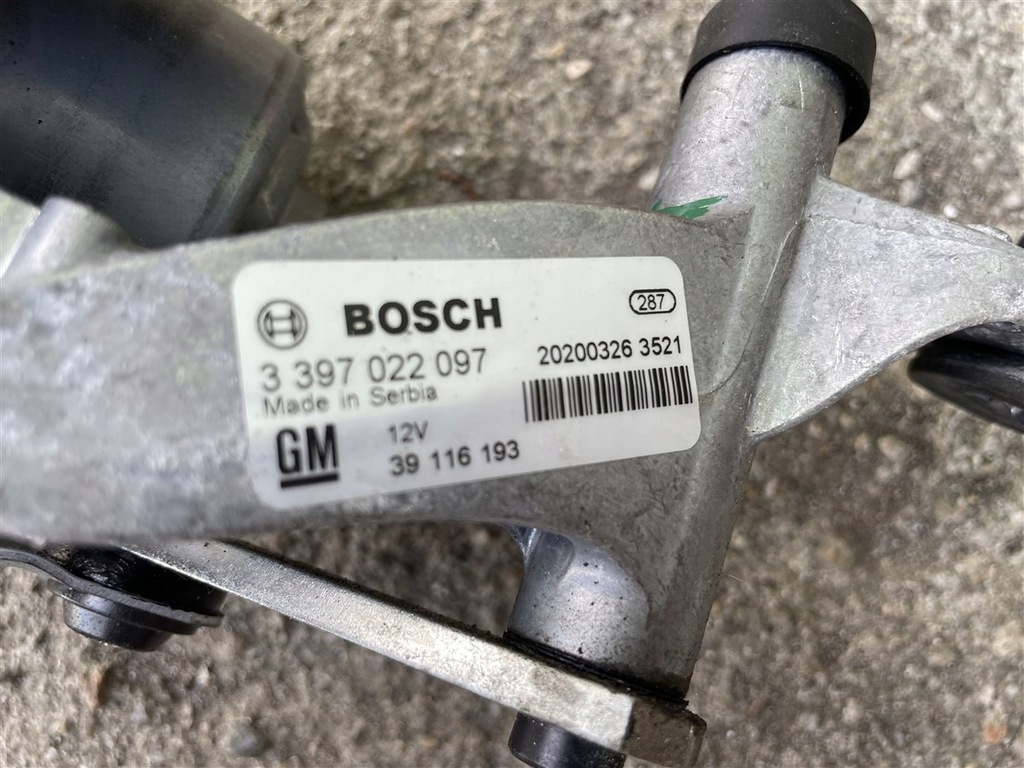 BOSCH
287
3 397 022 097
20200326 3521
Made in Serbia
GM
12V
39 116 193